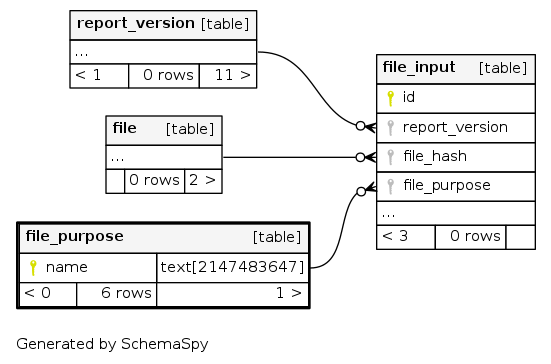 report_version [table]
...
< 1 0 rows 11 >
file [table]
...
0 rows 2 >
file_purpose [table]
name text[2147483647]
< 0 6 rows 1 >
file_input [table]
id
report_version
file_hash
file_purpose
...
< 3 0 rows
Generated by SchemaSpy